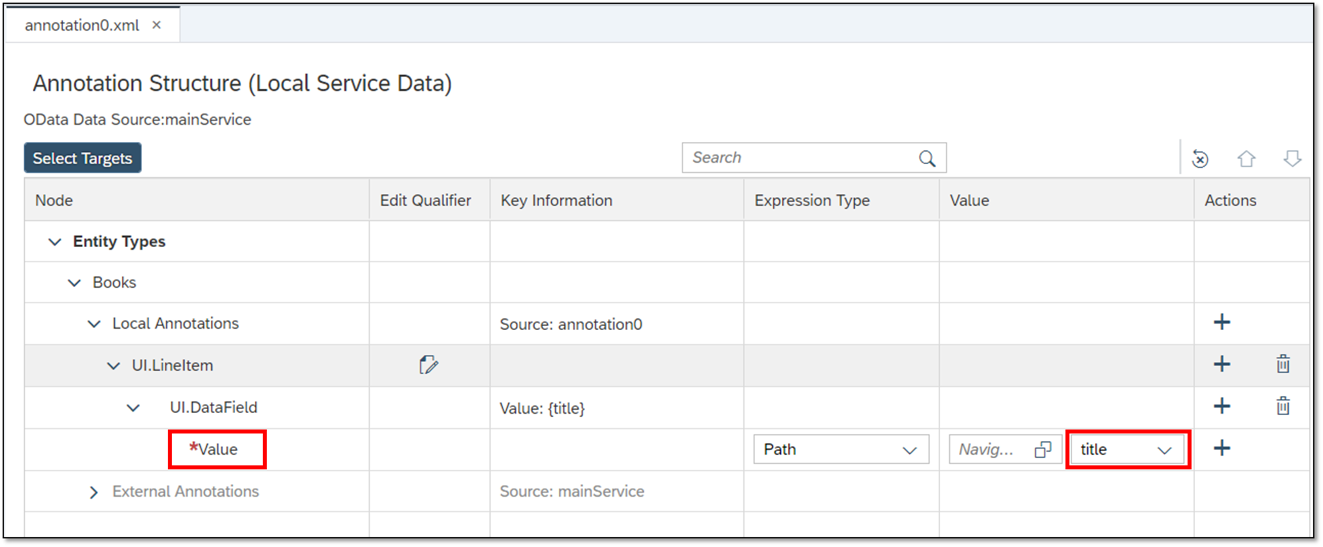 annotation0.xml ×
Annotation Structure (Local Service Data)
OData Data Source:mainService
Select Targets
Search
Node Edit Qualifier Key Information Expression Type Value Actions
Entity Types
Books
Local Annotations Source: annotation0
UI.LineItem
UI.DataField Value: {title}
*Value Path Navig... title
External Annotations Source: mainService